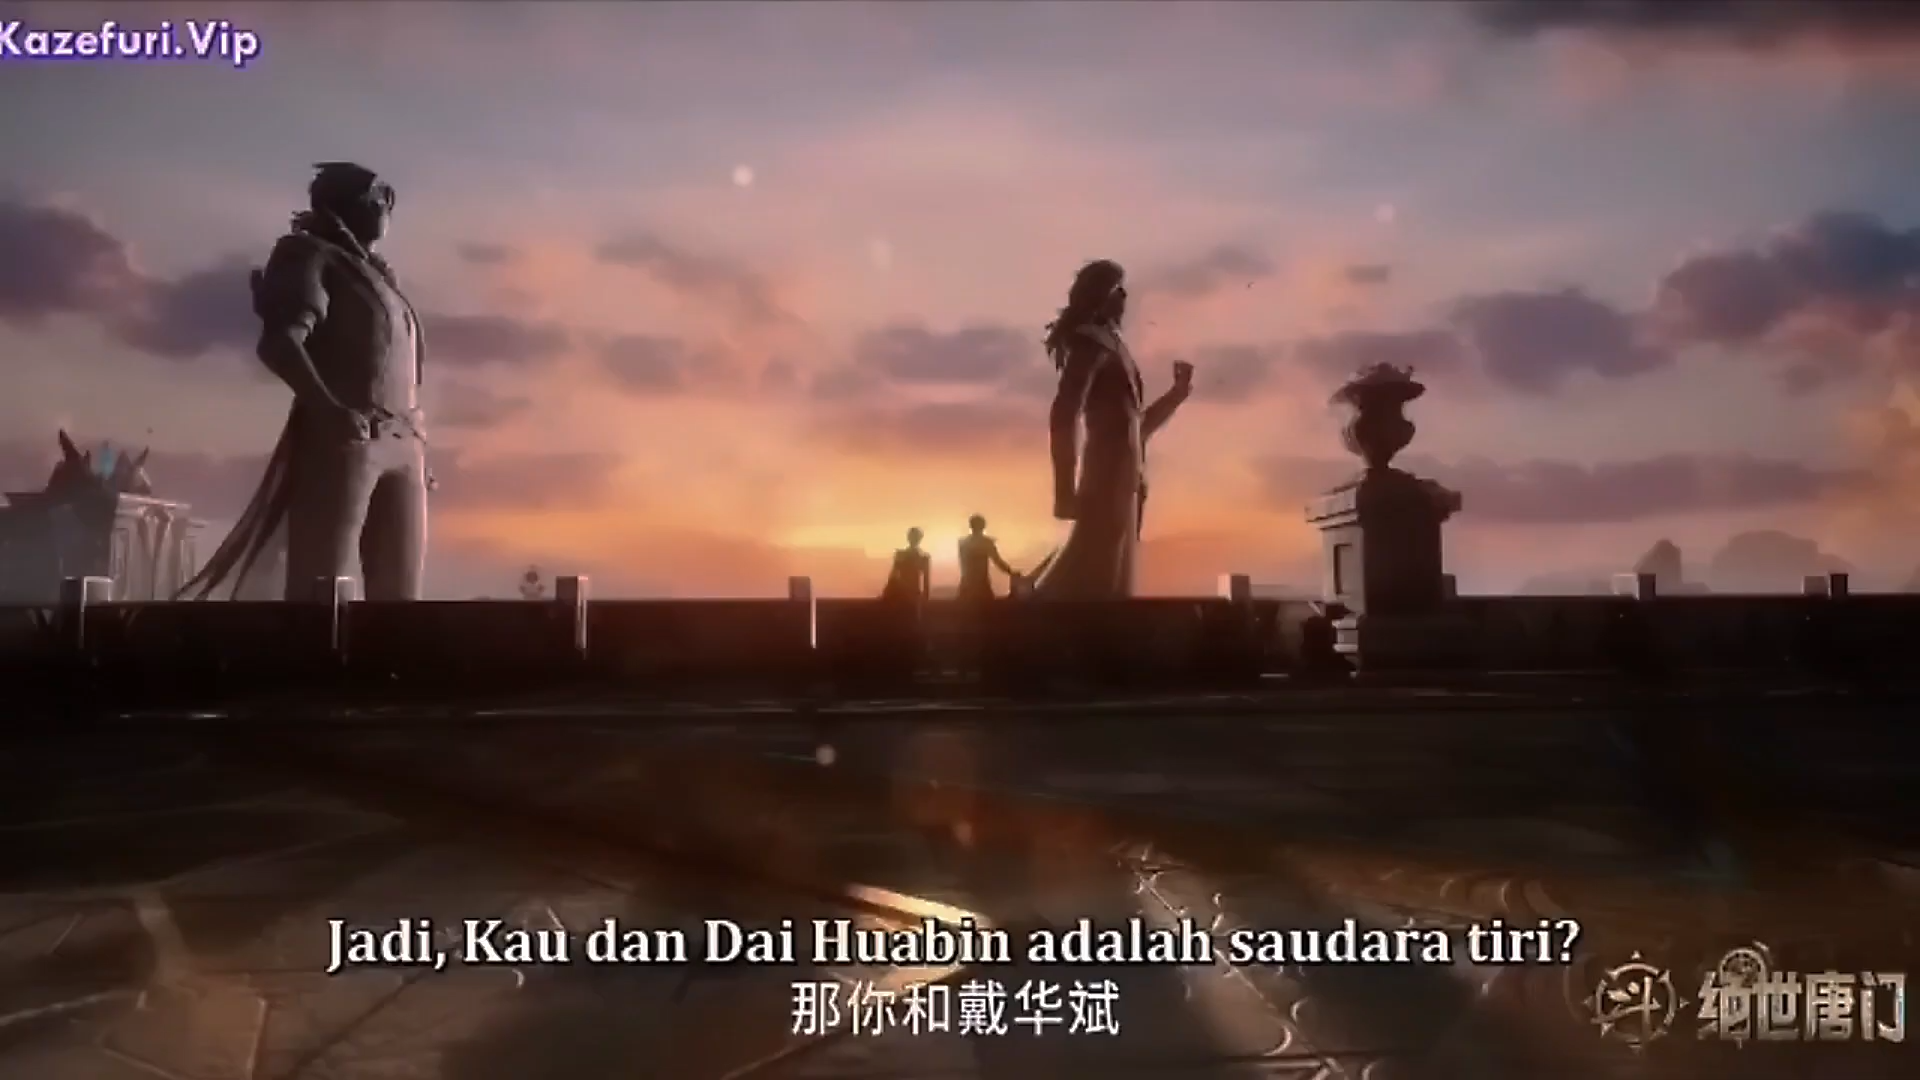 Kazefuri.Vip
Jadi, Kau dan Dai Huabin adalah saudara tiri?
那你和戴华斌
斗 绝世唐门